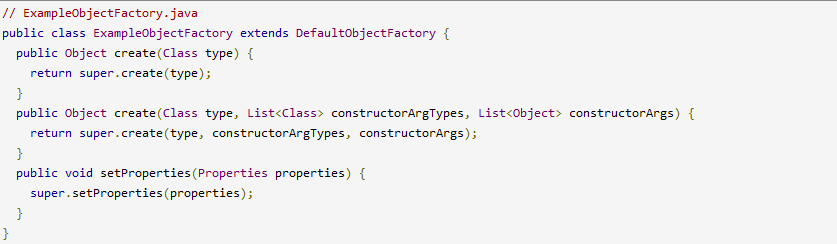 // ExampleObjectFactory.java
public class ExampleObjectFactory extends DefaultObjectFactory {
  public Object create(Class type) {
    return super.create(type);
  }
  public Object create(Class type, List<Class> constructorArgTypes, List<Object> constructorArgs) {
    return super.create(type, constructorArgTypes, constructorArgs);
  }
  public void setProperties(Properties properties) {
    super.setProperties(properties);
  }
}